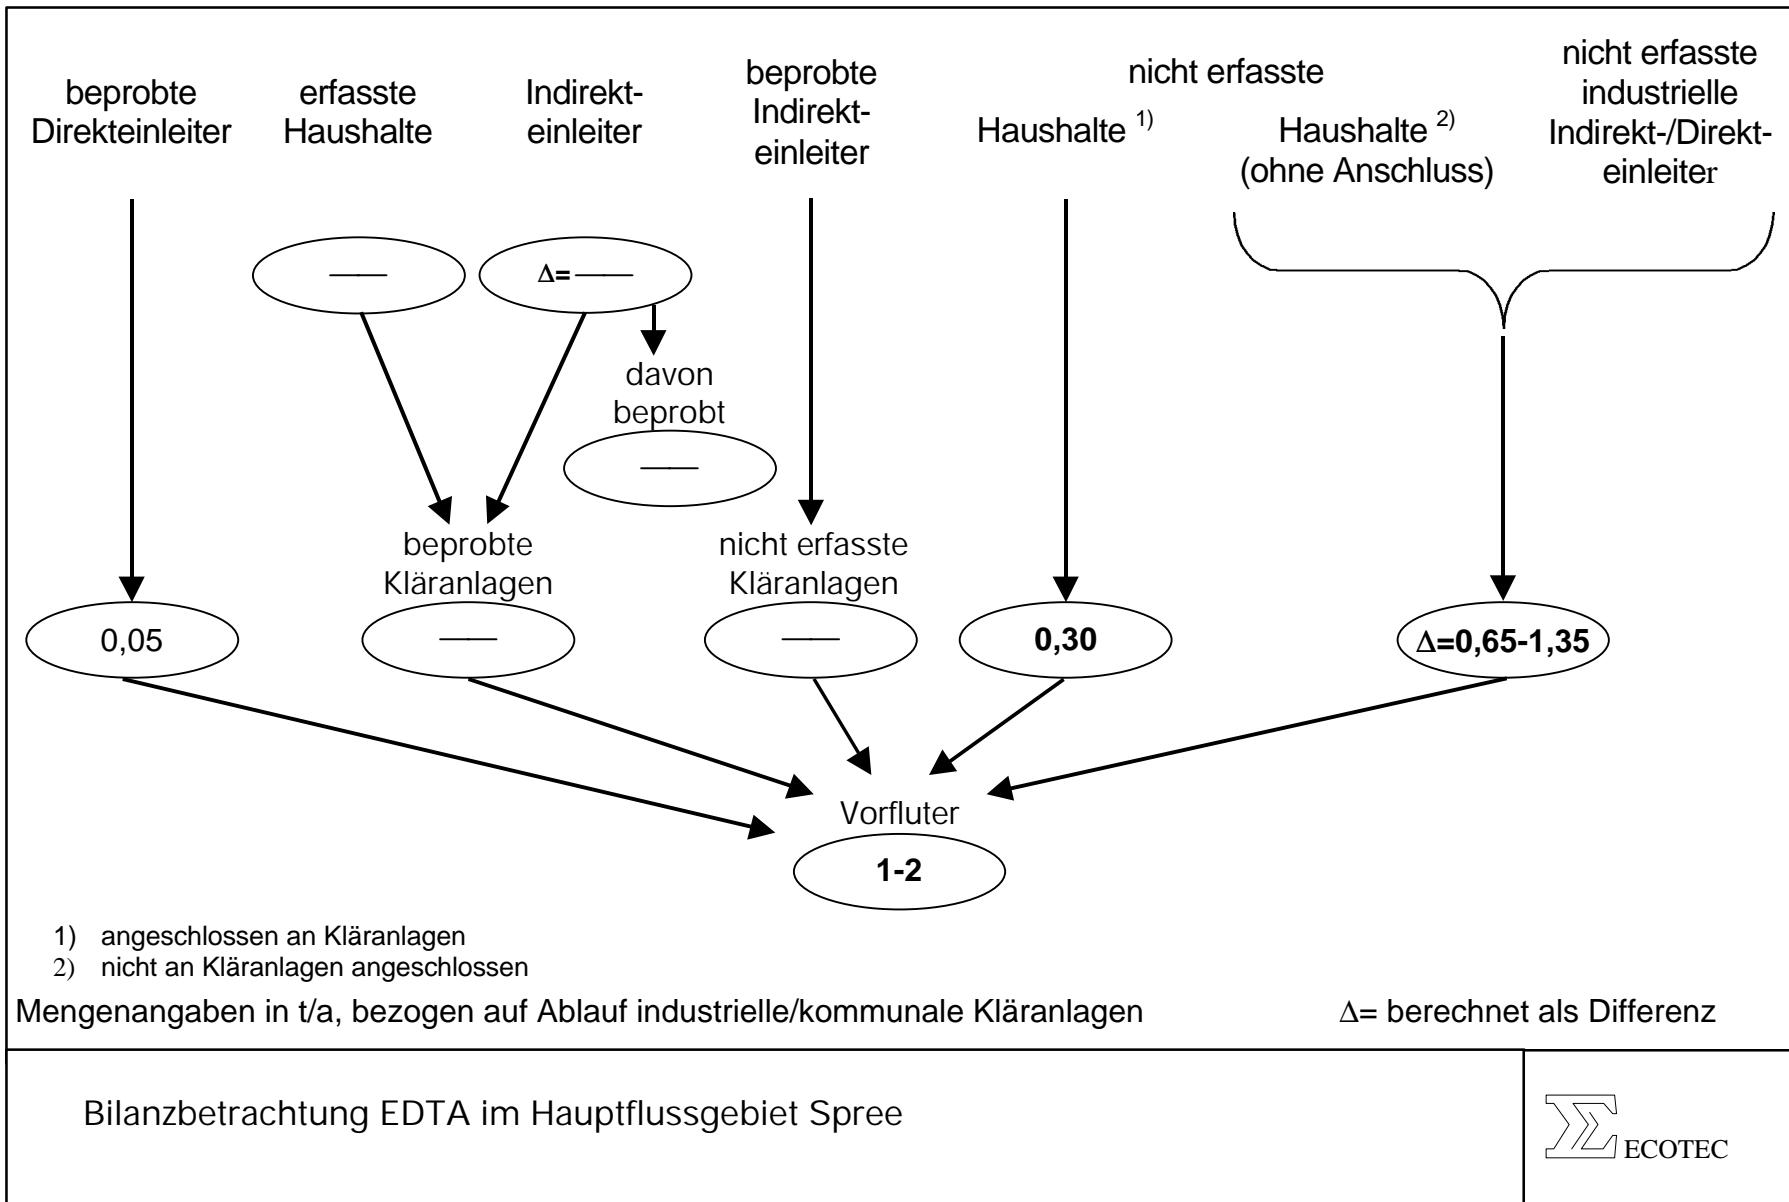 beprobte
Direkteinleiter
erfasste
Haushalte
Indirekt-
einleiter
beprobte
Indirekt-
einleiter
nicht erfasste
Haushalte 1)
Haushalte 2)
(ohne Anschluss)
nicht erfasste
industrielle
Indirekt-/Direkt-
einleiter
——
Δ= ——
davon
beprobt
——
beprobte
Kläranlagen
nicht erfasste
Kläranlagen
0,05
——
——
0,30
Δ=0,65-1,35
Vorfluter
1-2
1) angeschlossen an Kläranlagen
2) nicht an Kläranlagen angeschlossen
Mengenangaben in t/a, bezogen auf Ablauf industrielle/kommunale Kläranlagen
Δ= berechnet als Differenz
Bilanzbetrachtung EDTA im Hauptflussgebiet Spree
ECOTEC